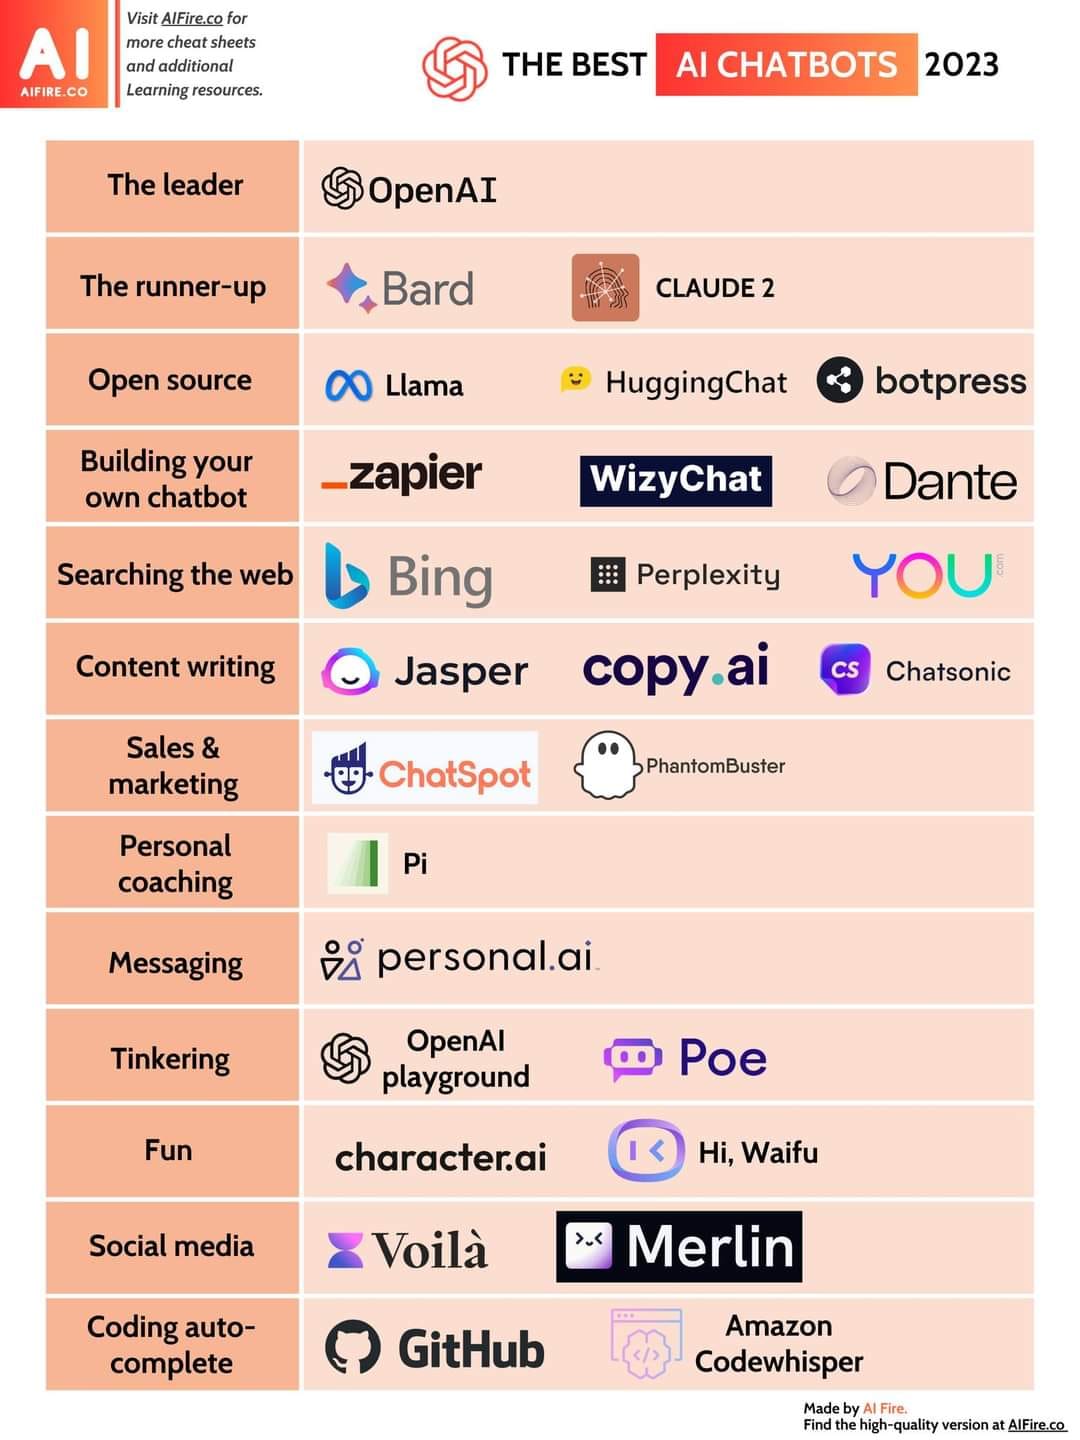 AI
AIFIRE.CO
Visit AIFire.co for
more cheat sheets
and additional
Learning resources.
THE BEST AI CHATBOTS 2023
The leader
OpenAI
The runner-up
Bard
CLAUDE 2
Open source
Llama
HuggingChat
botpress
Building your
own chatbot
zapier
WizyChat
Dante
Searching the web
Bing
Perplexity
YOU.com
Content writing
Jasper
copy.ai
CS
Chatsonic
Sales &
marketing
ChatSpot
PhantomBuster
Personal
coaching
Pi
Messaging
personal.ai
Tinkering
OpenAI
playground
Poe
Fun
character.ai
Hi, Waifu
Social media
Voilà
Merlin
Coding auto-
complete
GitHub
Amazon
Codewhisper
Made by AI Fire.
Find the high-quality version at AIFire.co